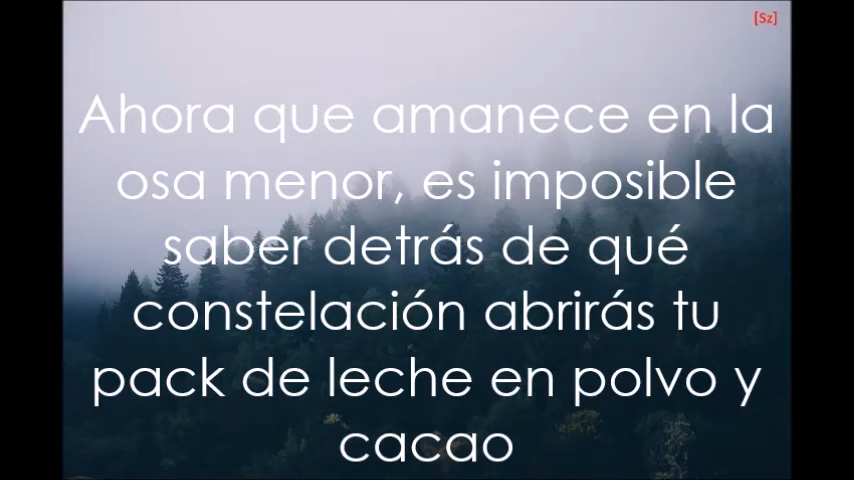 [Sz]
Ahora que amanece en la
osa menor, es imposible
saber detrás de qué
constelación abrirás tu
pack de leche en polvo y
cacao